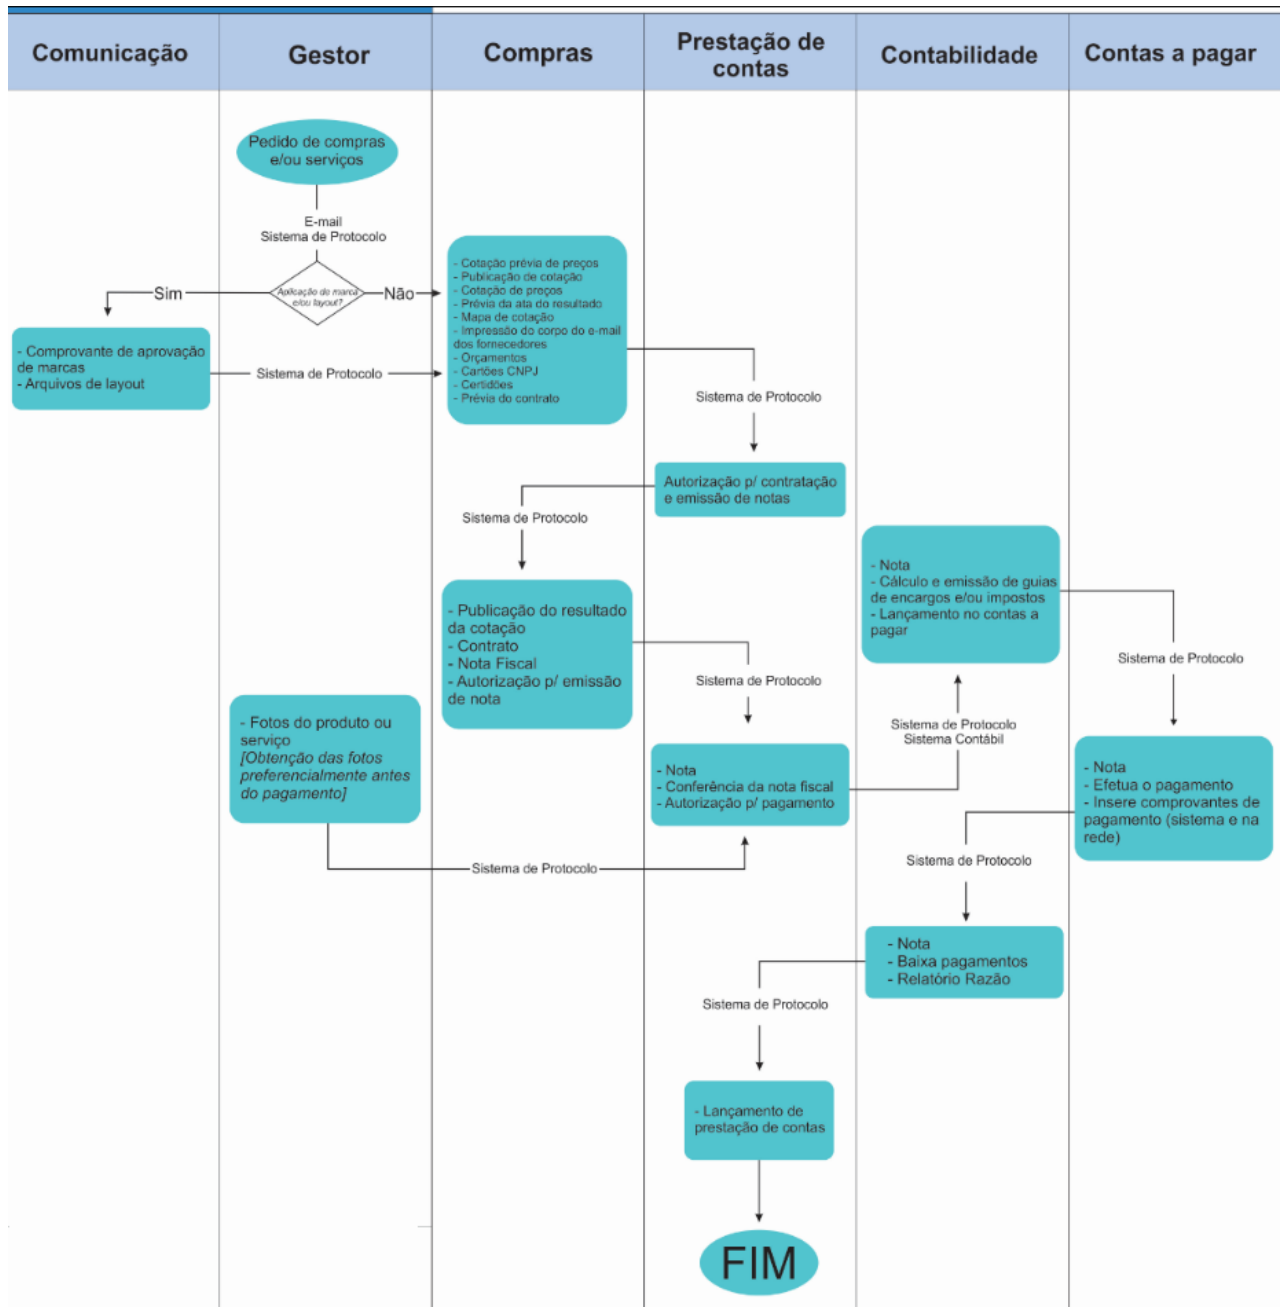 Comunicação
Gestor
Compras
Prestação de
contas
Contabilidade
Contas a pagar
Pedido de compras
e/ou serviços
E-mail
Sistema de Protocolo
Aplicação de marca
e/ou layout?
Sim
Não
- Comprovante de aprovação
de marcas
- Arquivos de layout
Sistema de Protocolo
- Cotação prévia de preços
- Publicação de cotação
- Cotação de preços
- Prévia da ata do resultado
- Mapa de cotação
- Impressão do corpo do e-mail
dos fornecedores
- Orçamentos
- Cartões CNPJ
- Certidões
- Prévia do contrato
Sistema de Protocolo
Autorização p/ contratação
e emissão de notas
Sistema de Protocolo
- Publicação do resultado
da cotação
- Contrato
- Nota Fiscal
- Autorização p/ emissão
de nota
Sistema de Protocolo
- Fotos do produto ou
serviço
[Obtenção das fotos
preferencialmente antes
do pagamento]
Sistema de Protocolo
- Nota
- Conferência da nota fiscal
- Autorização p/ pagamento
Sistema de Protocolo
Sistema Contábil
- Nota
- Cálculo e emissão de guias
de encargos e/ou impostos
- Lançamento no contas a
pagar
Sistema de Protocolo
- Nota
- Efetua o pagamento
- Insere comprovantes de
pagamento (sistema e na
rede)
Sistema de Protocolo
- Nota
- Baixa pagamentos
- Relatório Razão
Sistema de Protocolo
- Lançamento de
prestação de contas
FIM